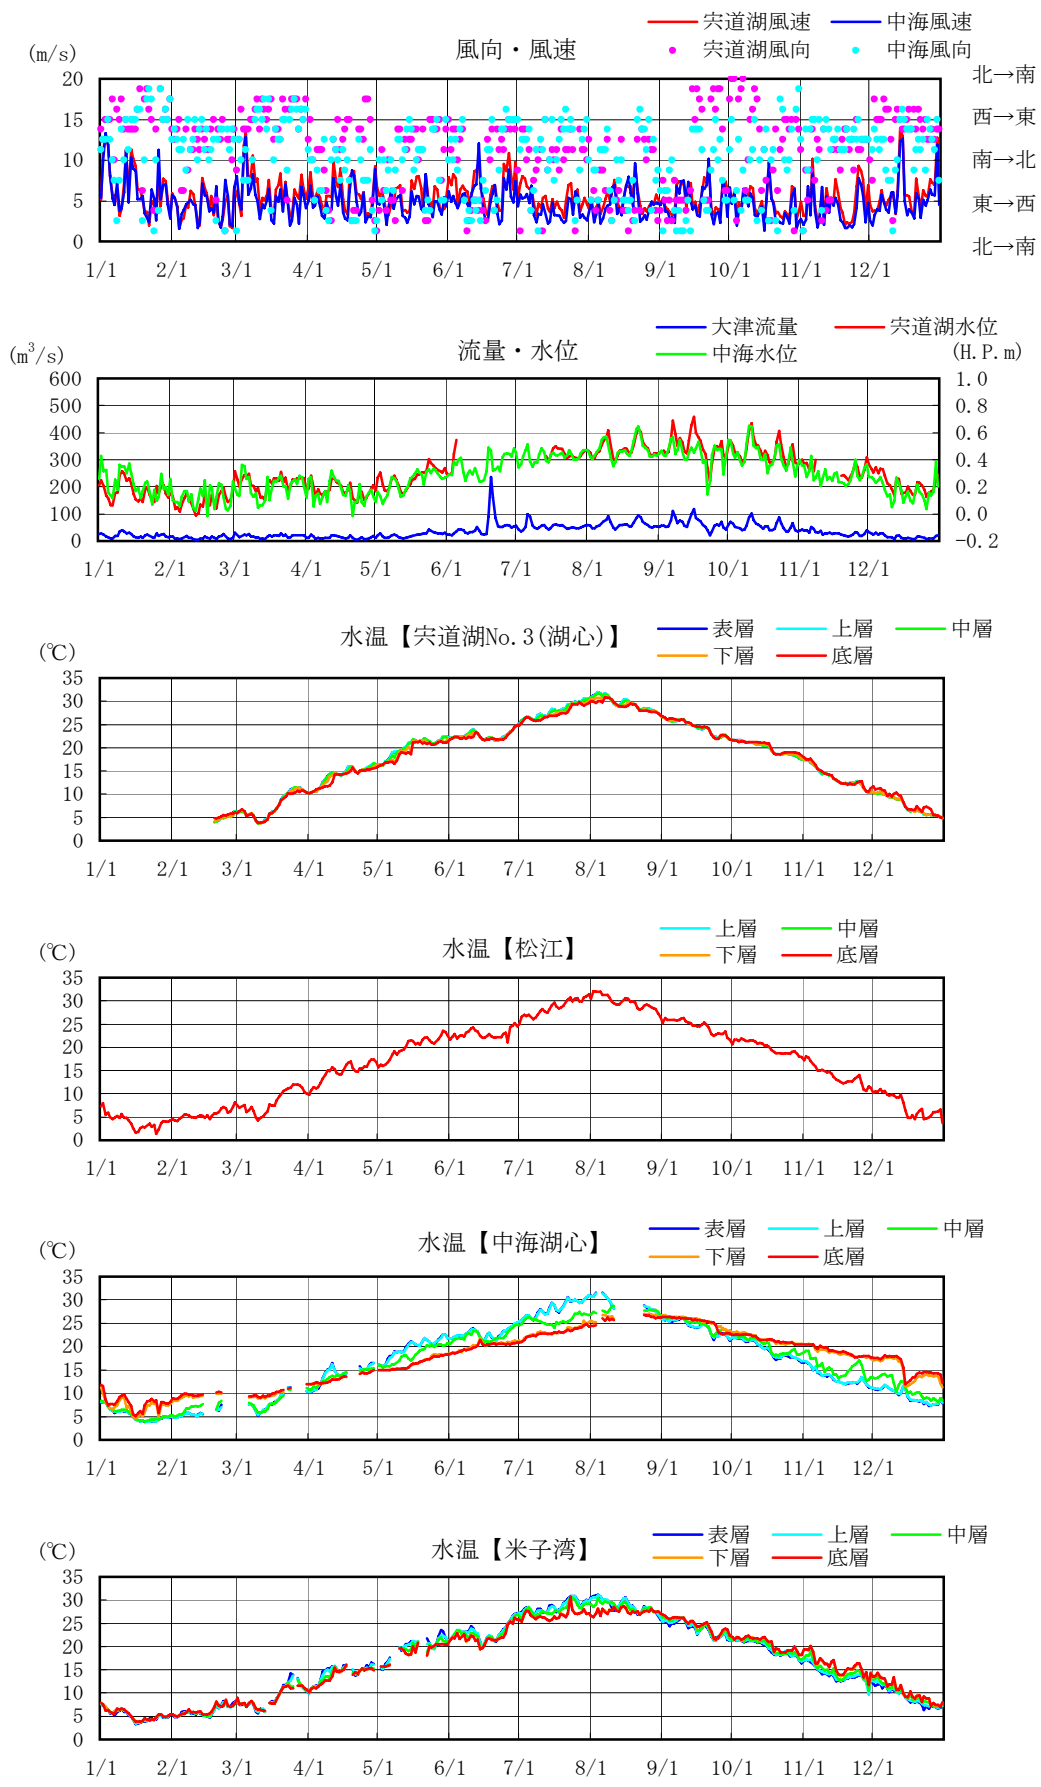 宍道湖風速 中海風速
(m/s) 風向・風速 宍道湖風向 中海風向
20 北→南
15 西→東
10 南→北
5 東→西
0 北→南
1/1 2/1 3/1 4/1 5/1 6/1 7/1 8/1 9/1 10/1 11/1 12/1
大津流量 宍道湖水位
(m³/s) 流量・水位 中海水位 (H.P.m)
600 1.0
500 0.8
400 0.6
300 0.4
200 0.2
100 0.0
0 -0.2
1/1 2/1 3/1 4/1 5/1 6/1 7/1 8/1 9/1 10/1 11/1 12/1
水温【宍道湖No.3(湖心)】 表層 上層 中層
(℃) 下層 底層
35
30
25
20
15
10
5
0
1/1 2/1 3/1 4/1 5/1 6/1 7/1 8/1 9/1 10/1 11/1 12/1
上層 中層
(℃) 水温【松江】 下層 底層
35
30
25
20
15
10
5
0
1/1 2/1 3/1 4/1 5/1 6/1 7/1 8/1 9/1 10/1 11/1 12/1
表層 上層 中層
(℃) 水温【中海湖心】 下層 底層
35
30
25
20
15
10
5
0
1/1 2/1 3/1 4/1 5/1 6/1 7/1 8/1 9/1 10/1 11/1 12/1
表層 上層 中層
(℃) 水温【米子湾】 下層 底層
35
30
25
20
15
10
5
0
1/1 2/1 3/1 4/1 5/1 6/1 7/1 8/1 9/1 10/1 11/1 12/1